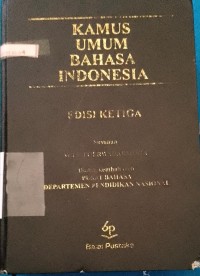 KAMUS
UMUM
BAHASA
INDONESIA
EDISI KETIGA
PUSAT BAHASA
DEPARTEMEN PENDIDIKAN NASIONAL
Balai Pustaka